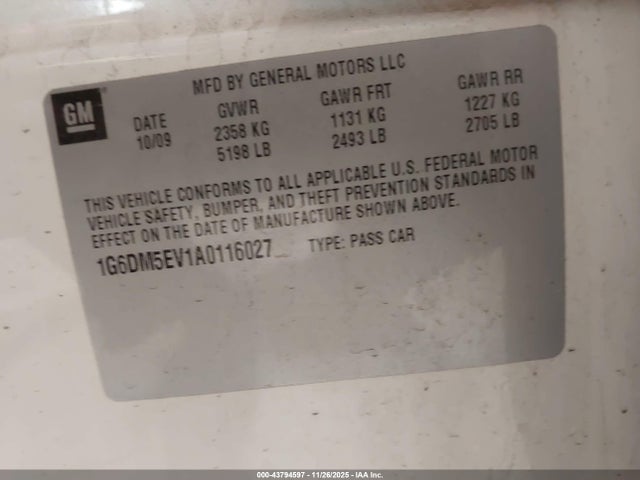 MFD BY GENERAL MOTORS LLC
GM
DATE GVWR GAWR FRT GAWR RR
10/09 2358 KG 1131 KG 1227 KG
5198 LB 2493 LB 2705 LB
THIS VEHICLE CONFORMS TO ALL APPLICABLE U.S. FEDERAL MOTOR
VEHICLE SAFETY, BUMPER, AND THEFT PREVENTION STANDARDS IN
EFFECT ON THE DATE OF MANUFACTURE SHOWN ABOVE.
1G6DM5EV1A0116027 TYPE: PASS CAR
000-43794597 - 11/26/2025 - IAA Inc.